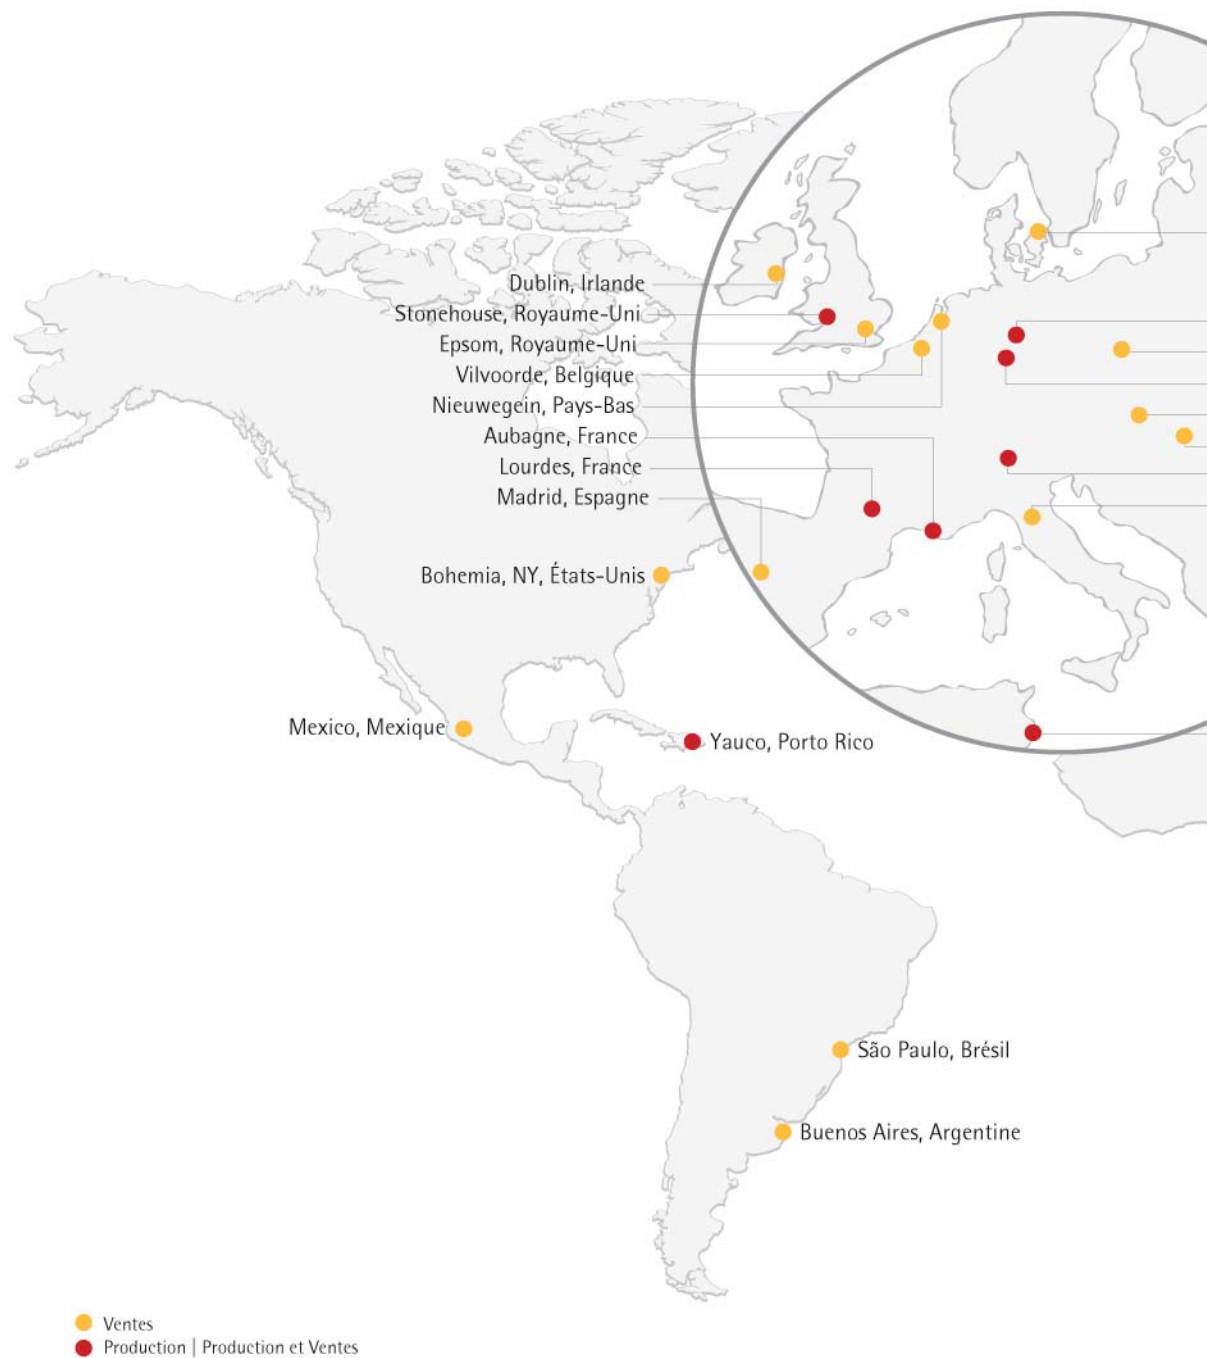 Dublin, Irlande
Stonehouse, Royaume-Uni
Epsom, Royaume-Uni
Vilvoorde, Belgique
Nieuwegein, Pays-Bas
Aubagne, France
Lourdes, France
Madrid, Espagne
Bohemia, NY, États-Unis
Mexico, Mexique
Yauco, Porto Rico
São Paulo, Brésil
Buenos Aires, Argentine
Ventes
Production | Production et Ventes